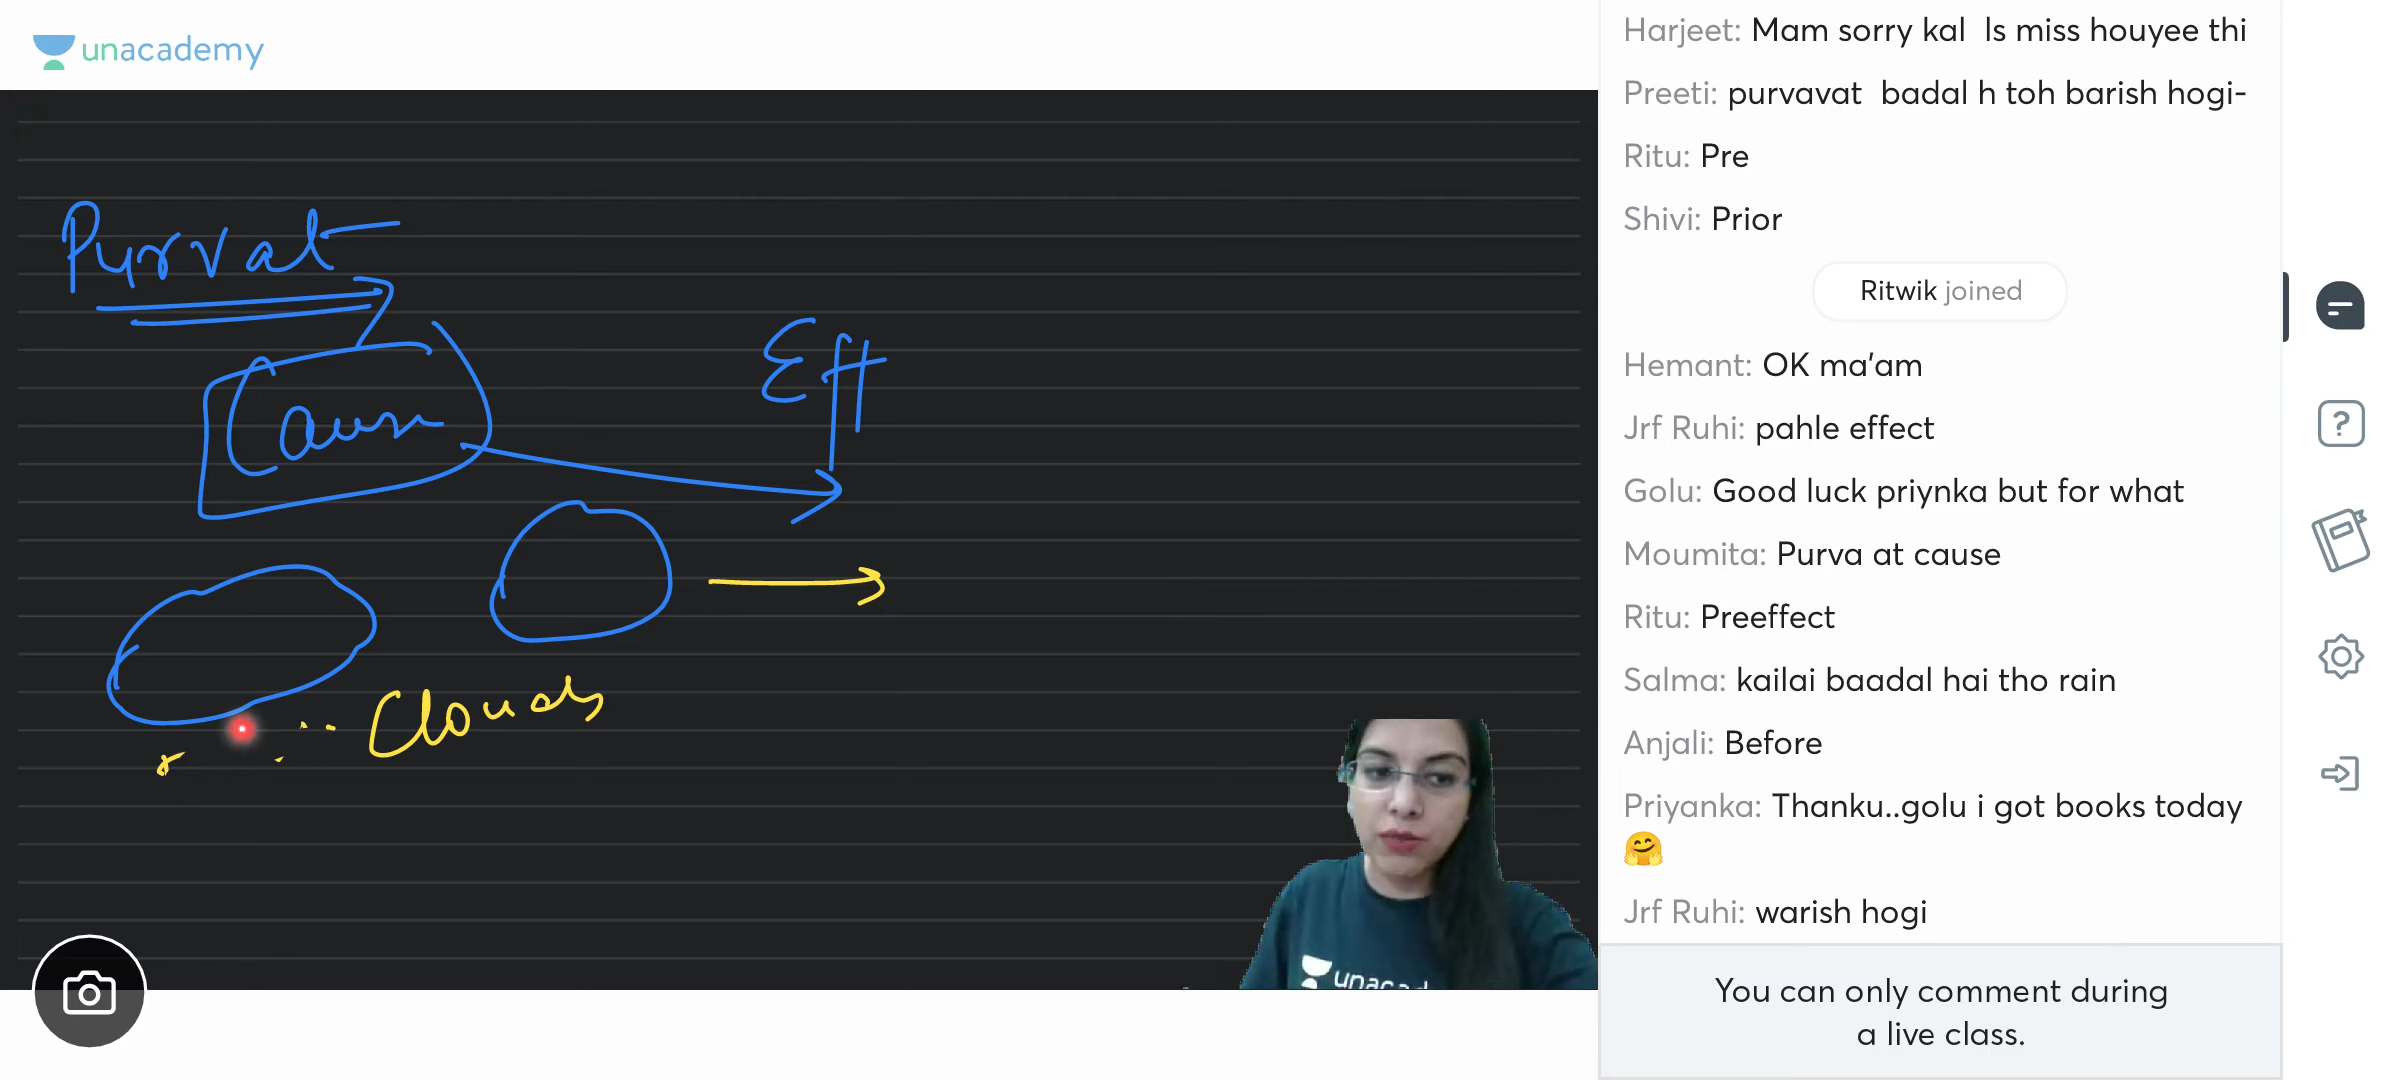 unacademy
Purvat
Cause
Eff
Clouds
unacad
Harjeet: Mam sorry kal ls miss houyee thi
Preeti: purvavat badal h toh barish hogi-
Ritu: Pre
Shivi: Prior
Ritwik joined
Hemant: OK ma'am
Jrf Ruhi: pahle effect
Golu: Good luck priynka but for what
Moumita: Purva at cause
Ritu: Preeffect
Salma: kailai baadal hai tho rain
Anjali: Before
Priyanka: Thanku..golu i got books today
🤗
Jrf Ruhi: warish hogi
You can only comment during
a live class.